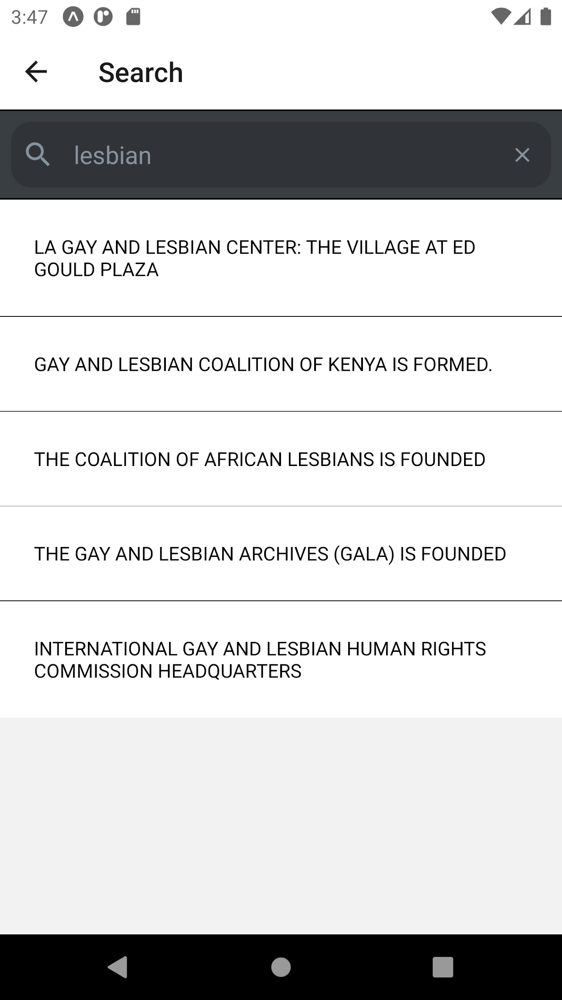 3:47
Search
lesbian
LA GAY AND LESBIAN CENTER: THE VILLAGE AT ED
GOULD PLAZA
GAY AND LESBIAN COALITION OF KENYA IS FORMED.
THE COALITION OF AFRICAN LESBIANS IS FOUNDED
THE GAY AND LESBIAN ARCHIVES (GALA) IS FOUNDED
INTERNATIONAL GAY AND LESBIAN HUMAN RIGHTS
COMMISSION HEADQUARTERS